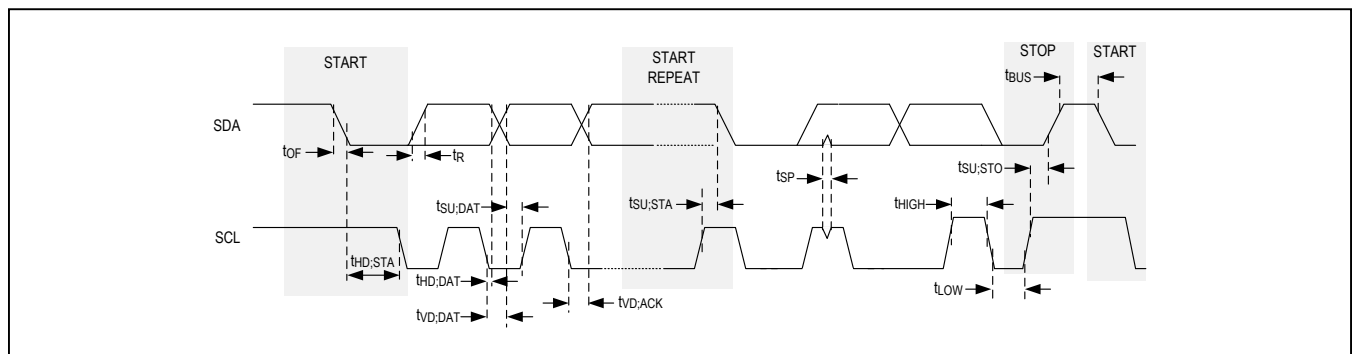 START
START
REPEAT
STOP
START
tBUS
SDA
tOF
tR
tSP
tSU;STO
tSU;DAT
tSU;STA
tHIGH
SCL
tHD;STA
tHD;DAT
tLOW
tVD;ACK
tVD;DAT